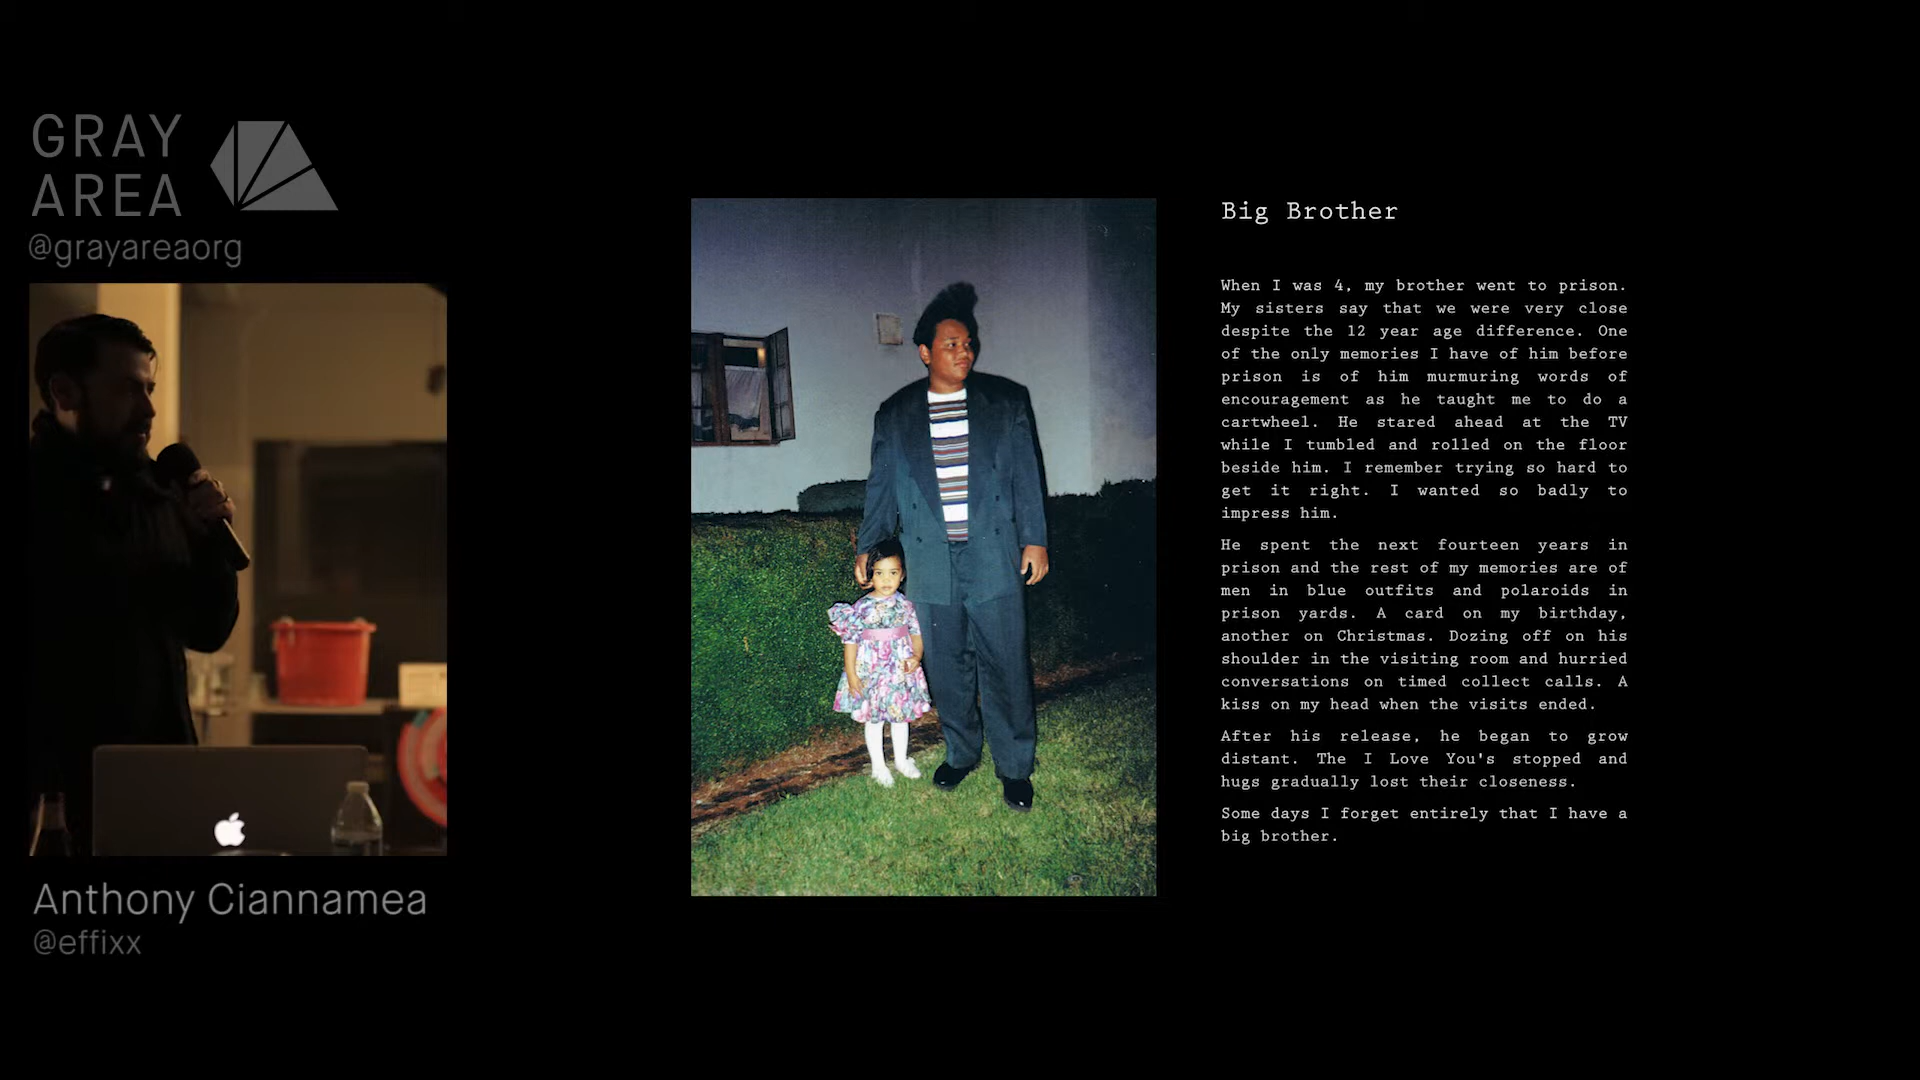 GRAY
AREA
@grayareaorg
Anthony Ciannamea
@effixx
Big Brother
When I was 4, my brother went to prison.
My sisters say that we were very close
despite the 12 year age difference. One
of the only memories I have of him before
prison is of him murmuring words of
encouragement as he taught me to do a
cartwheel. He stared ahead at the TV
while I tumbled and rolled on the floor
beside him. I remember trying so hard to
get it right. I wanted so badly to
impress him.
He spent the next fourteen years in
prison and the rest of my memories are of
men in blue outfits and polaroids in
prison yards. A card on my birthday,
another on Christmas. Dozing off on his
shoulder in the visiting room and hurried
conversations on timed collect calls. A
kiss on my head when the visits ended.
After his release, he began to grow
distant. The I Love You's stopped and
hugs gradually lost their closeness.
Some days I forget entirely that I have a
big brother.